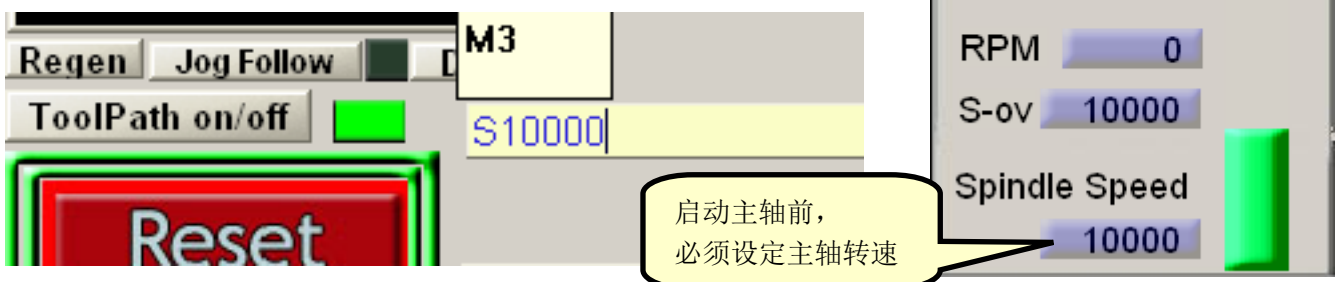 Regen
Jog Follow
ToolPath on/off
Reset
M3
S10000
启动主轴前，
必须设定主轴转速
RPM 0
S-ov 10000
Spindle Speed
10000